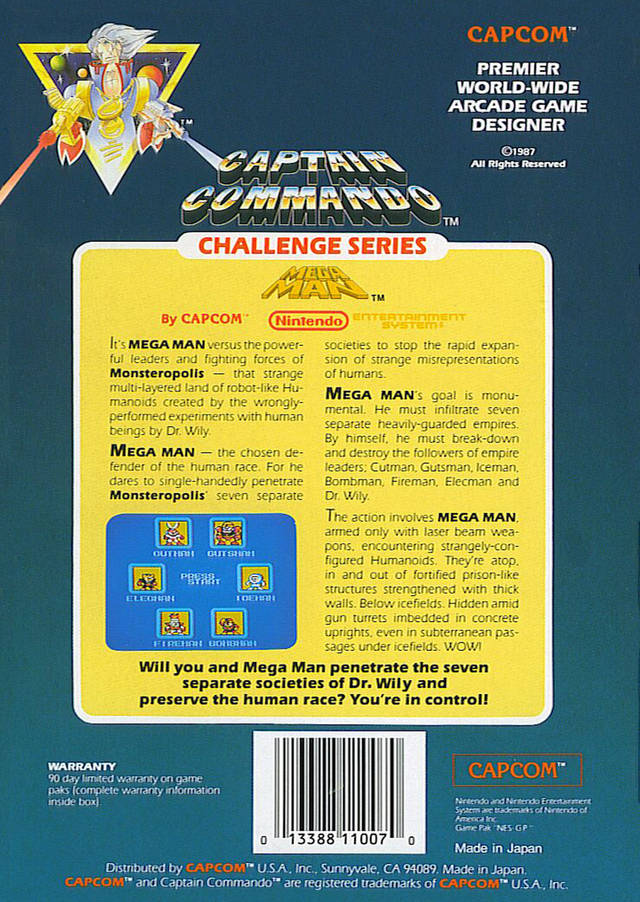 CAPCOM™
PREMIER
WORLD-WIDE
ARCADE GAME
DESIGNER
©1987
All Rights Reserved
TM
CAPTAIN
COMMANDO TM
CHALLENGE SERIES
MEGA
MAN TM
By CAPCOM™ Nintendo ENTERTAINMENT
SYSTEM®
It's MEGA MAN versus the power-
ful leaders and fighting forces of
Monsteropolis — that strange
multi-layered land of robot-like Hu-
manoids created by the wrongly-
performed experiments with human
beings by Dr. Wily.
MEGA MAN — the chosen de-
fender of the human race. For he
dares to single-handedly penetrate
Monsteropolis' seven separate
societies to stop the rapid expan-
sion of strange misrepresentations
of humans.
MEGA MAN's goal is monu-
mental. He must infiltrate seven
separate heavily-guarded empires.
By himself, he must break-down
and destroy the followers of empire
leaders; Cutman, Gutsman, Iceman,
Bombman, Fireman, Elecman and
Dr. Wily.
The action involves MEGA MAN,
armed only with laser beam wea-
pons, encountering strangely-con-
figured Humanoids. They're atop,
in and out of fortified prison-like
structures strengthened with thick
walls. Below icefields. Hidden amid
gun turrets imbedded in concrete
uprights, even in subterranean pas-
sages under icefields. WOW!
CUTMAN GUTSMAN
PRESS
START
ELECMAN ICEMAN
FIREMAN BOMBMAN
Will you and Mega Man penetrate the seven
separate societies of Dr. Wily and
preserve the human race? You're in control!
WARRANTY
90 day limited warranty on game
paks (complete warranty information
inside box)
0 13388 11007 0
CAPCOM™
Nintendo and Nintendo Entertainment
System are trademarks of Nintendo of
America Inc.
Game Pak "NES-GP"
Made in Japan
Distributed by CAPCOM™ U.S.A., Inc., Sunnyvale, CA 94089. Made in Japan.
CAPCOM™ and Captain Commando™ are registered trademarks of CAPCOM™ U.S.A., Inc.